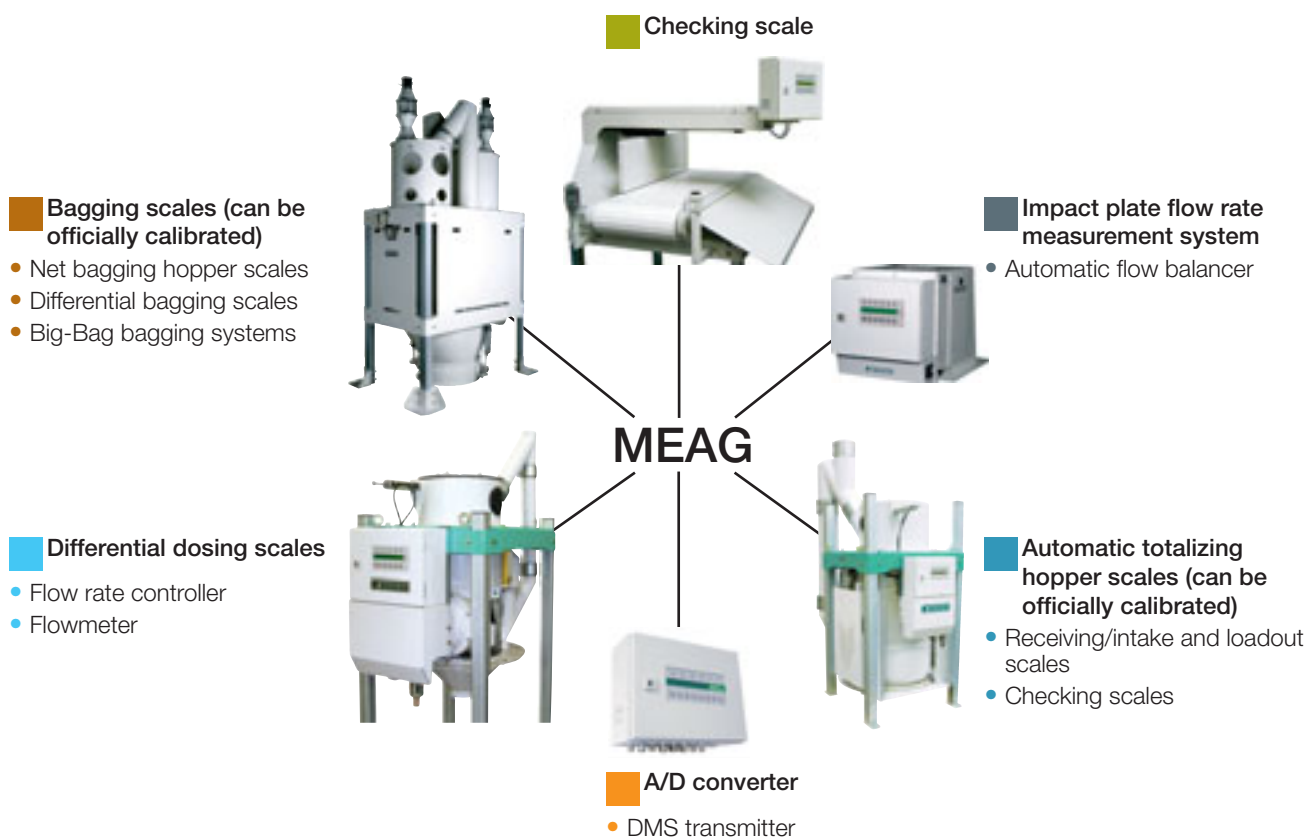 Checking scale
Bagging scales (can be
officially calibrated)
• Net bagging hopper scales
• Differential bagging scales
• Big-Bag bagging systems
Impact plate flow rate
measurement system
• Automatic flow balancer
MEAG
Differential dosing scales
• Flow rate controller
• Flowmeter
Automatic totalizing
hopper scales (can be
officially calibrated)
• Receiving/intake and loadout
scales
• Checking scales
A/D converter
• DMS transmitter